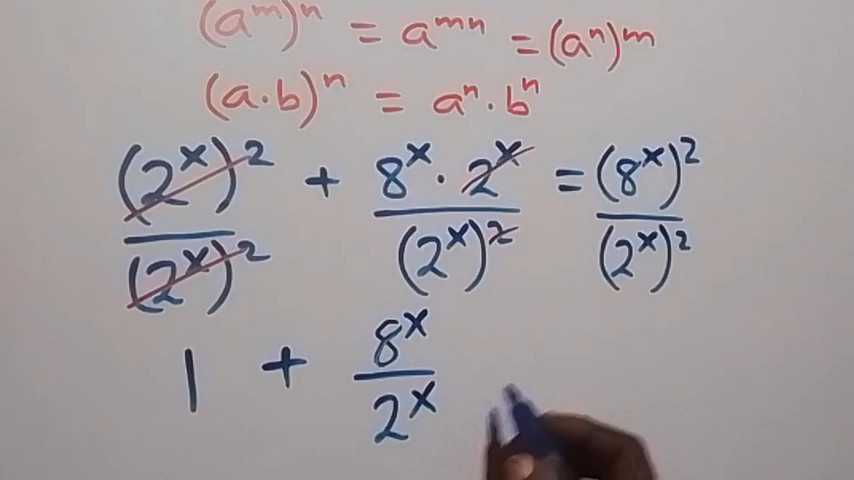 (a^m)^n = a^mn = (a^n)^m
(a·b)^n = a^n · b^n
(2^x)^2/(2^x)^2 + 8^x · 2^x/(2^x)^2 = (8^x)^2/(2^x)^2
1 + 8^x/2^x